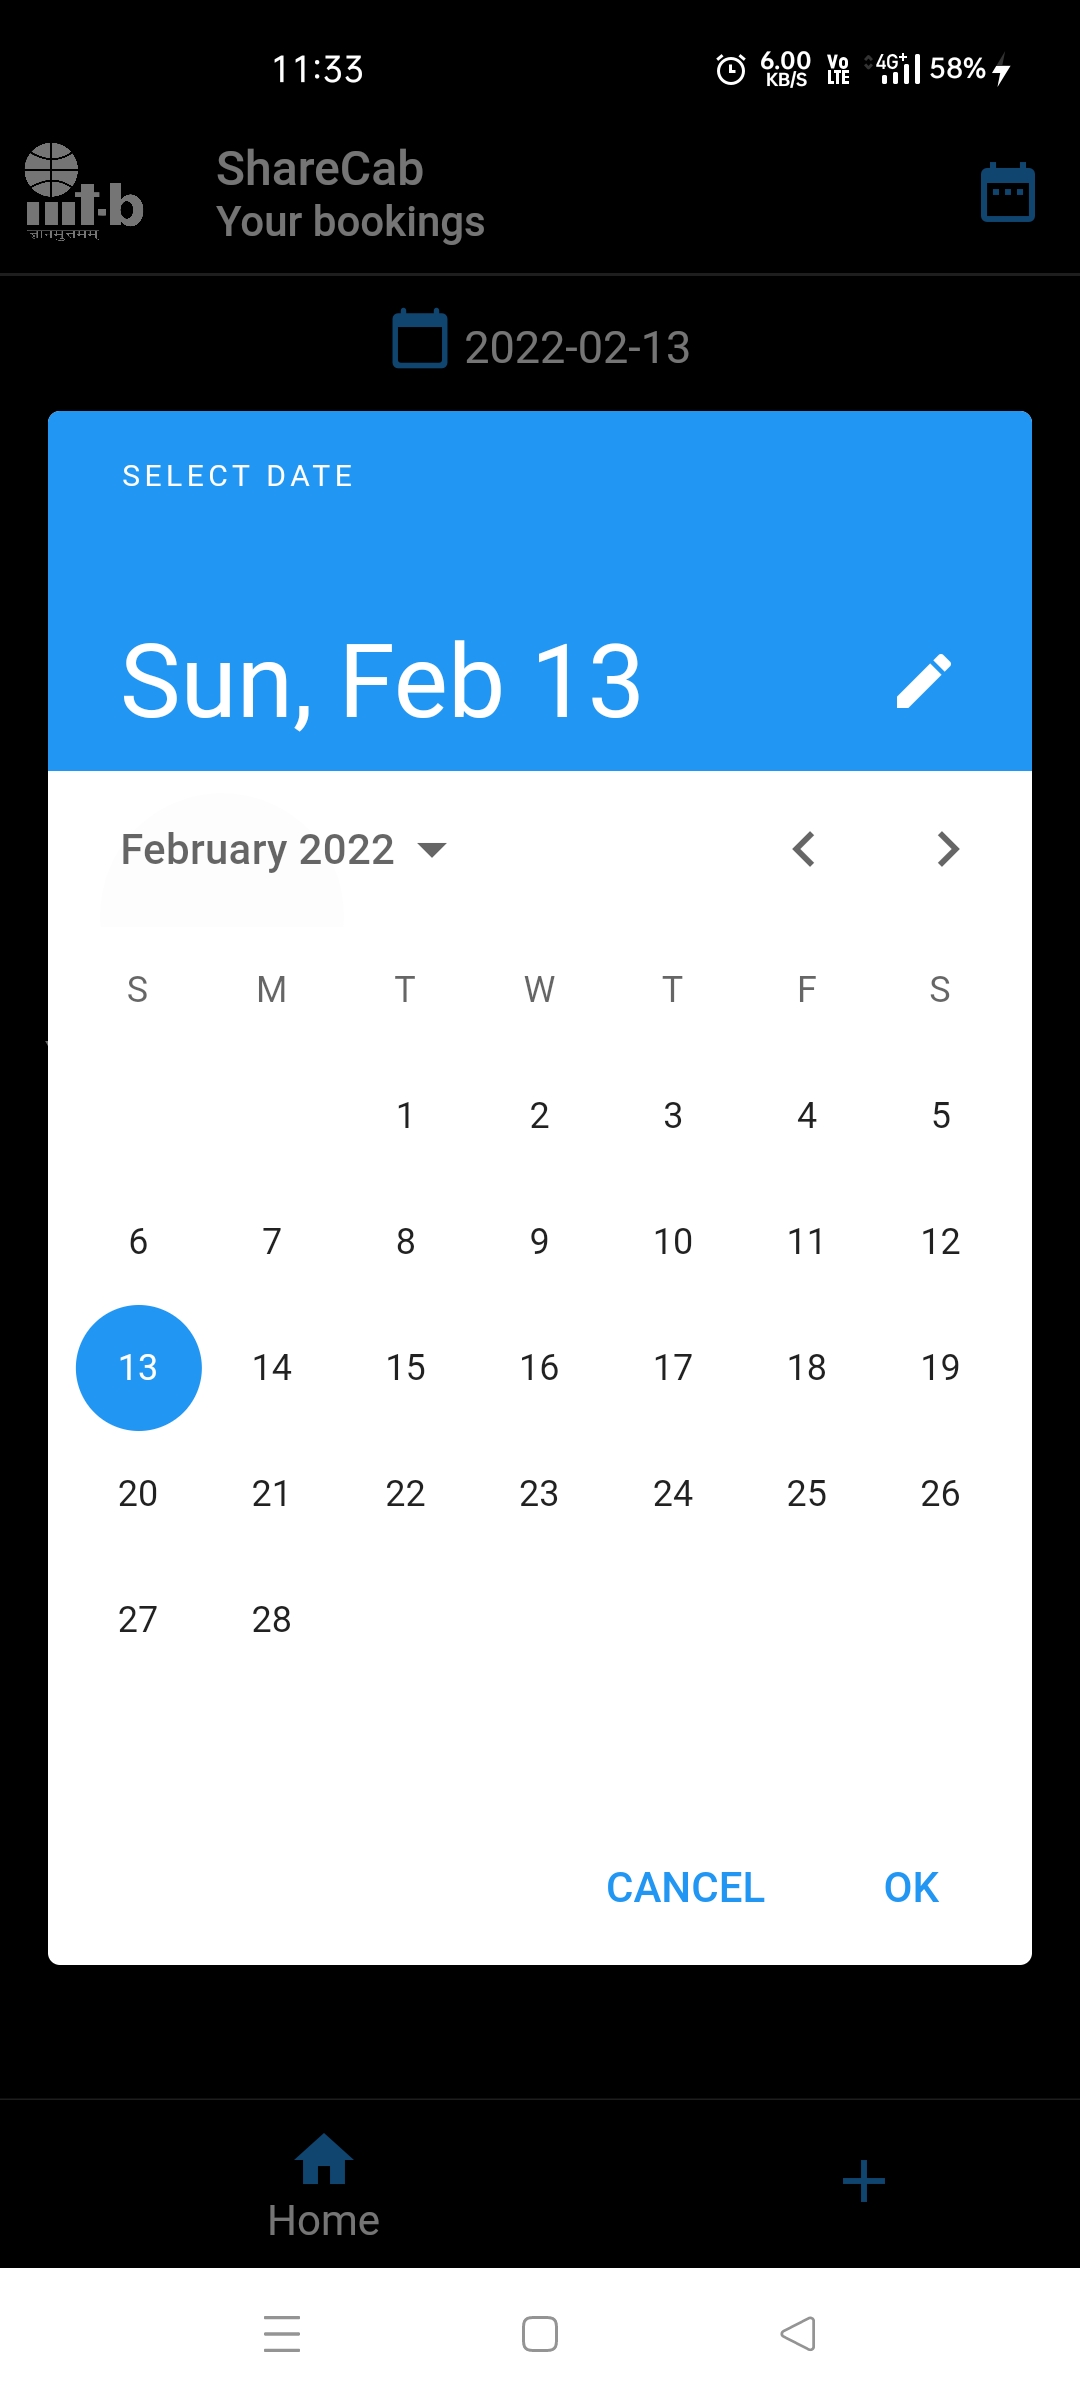 11:33 6.00 KB/S Vo LTE 4G+ 58%
iiit-b
ज्ञानमुत्तमम्
ShareCab
Your bookings
2022-02-13
SELECT DATE
Sun, Feb 13
February 2022
S M T W T F S
1 2 3 4 5
6 7 8 9 10 11 12
13 14 15 16 17 18 19
20 21 22 23 24 25 26
27 28
CANCEL OK
Home